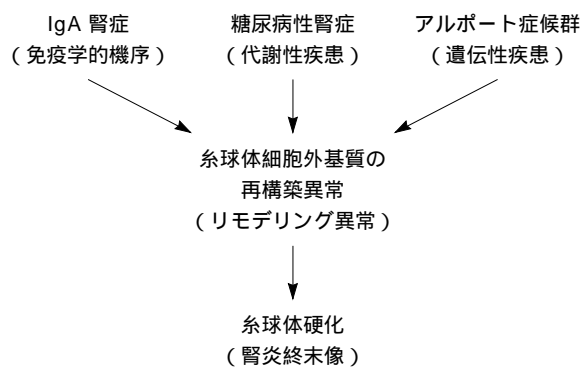 IgA 腎症
（免疫学的機序）
糖尿病性腎症
（代謝性疾患）
アルポート症候群
（遺伝性疾患）
糸球体細胞外基質の
再構築異常
（リモデリング異常）
糸球体硬化
（腎炎終末像）